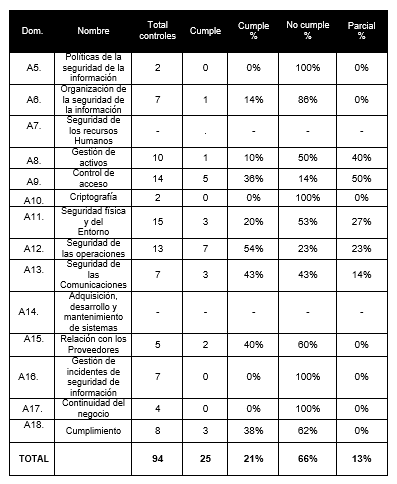 Dom. Nombre Total controles Cumple Cumple % No cumple % Parcial %
A5. Políticas de la seguridad de la información 2 0 0% 100% 0%
A6. Organización de la seguridad de la información 7 1 14% 86% 0%
A7. Seguridad de los recursos Humanos - . - - -
A8. Gestión de activos 10 1 10% 50% 40%
A9. Control de acceso 14 5 36% 14% 50%
A10. Criptografía 2 0 0% 100% 0%
A11. Seguridad física y del Entorno 15 3 20% 53% 27%
A12. Seguridad de las operaciones 13 7 54% 23% 23%
A13. Seguridad de las Comunicaciones 7 3 43% 43% 14%
A14. Adquisición, desarrollo y mantenimiento de sistemas - - - - -
A15. Relación con los Proveedores 5 2 40% 60% 0%
A16. Gestión de incidentes de seguridad de información 7 0 0% 100% 0%
A17. Continuidad del negocio 4 0 0% 100% 0%
A18. Cumplimiento 8 3 38% 62% 0%
TOTAL 94 25 21% 66% 13%